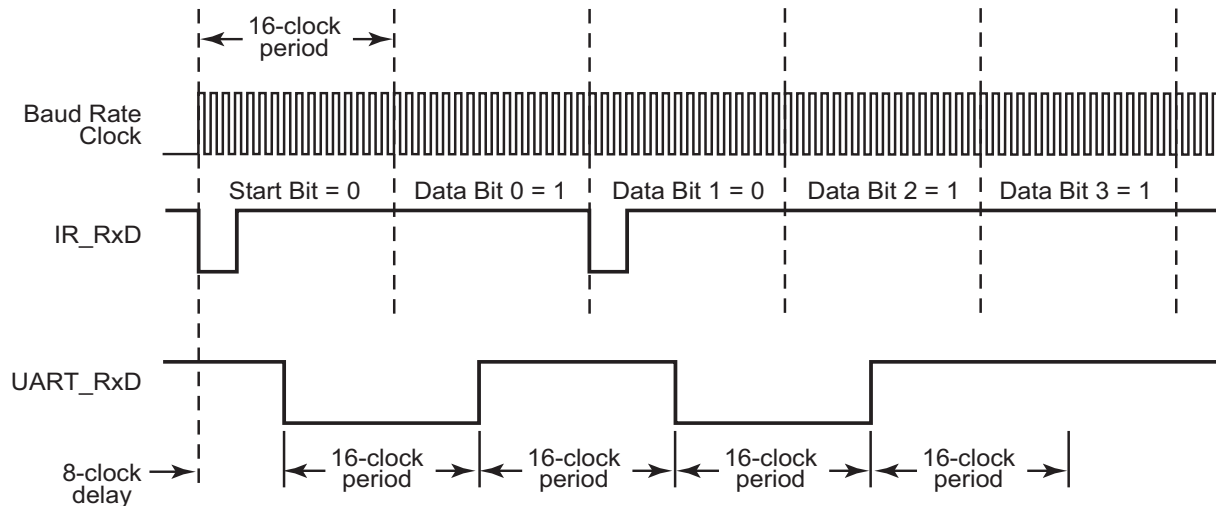 16-clock
period
Baud Rate
Clock
Start Bit = 0
Data Bit 0 = 1
Data Bit 1 = 0
Data Bit 2 = 1
Data Bit 3 = 1
IR_RxD
UART_RxD
8-clock
delay
16-clock
period
16-clock
period
16-clock
period
16-clock
period